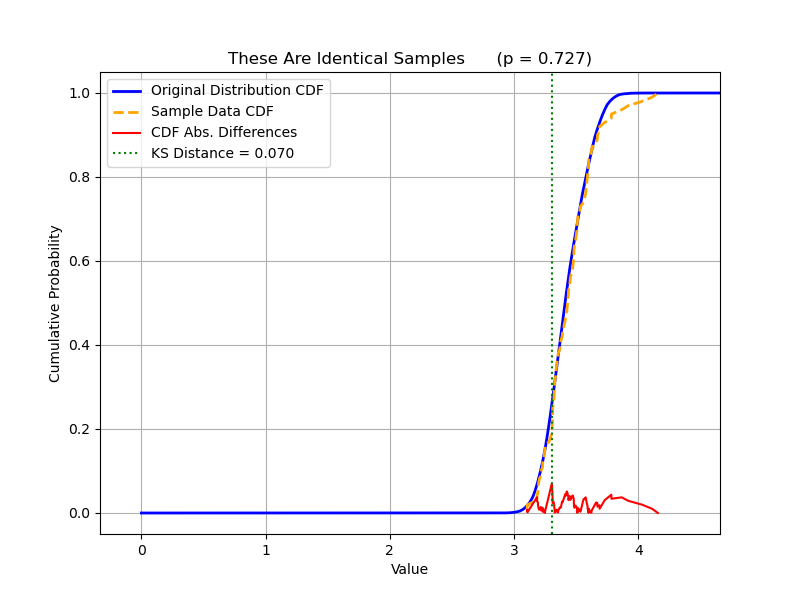 These Are Identical Samples      (p = 0.727)
Original Distribution CDF
Sample Data CDF
CDF Abs. Differences
KS Distance = 0.070
1.0
0.8
0.6
0.4
0.2
0.0
Cumulative Probability
0 1 2 3 4
Value